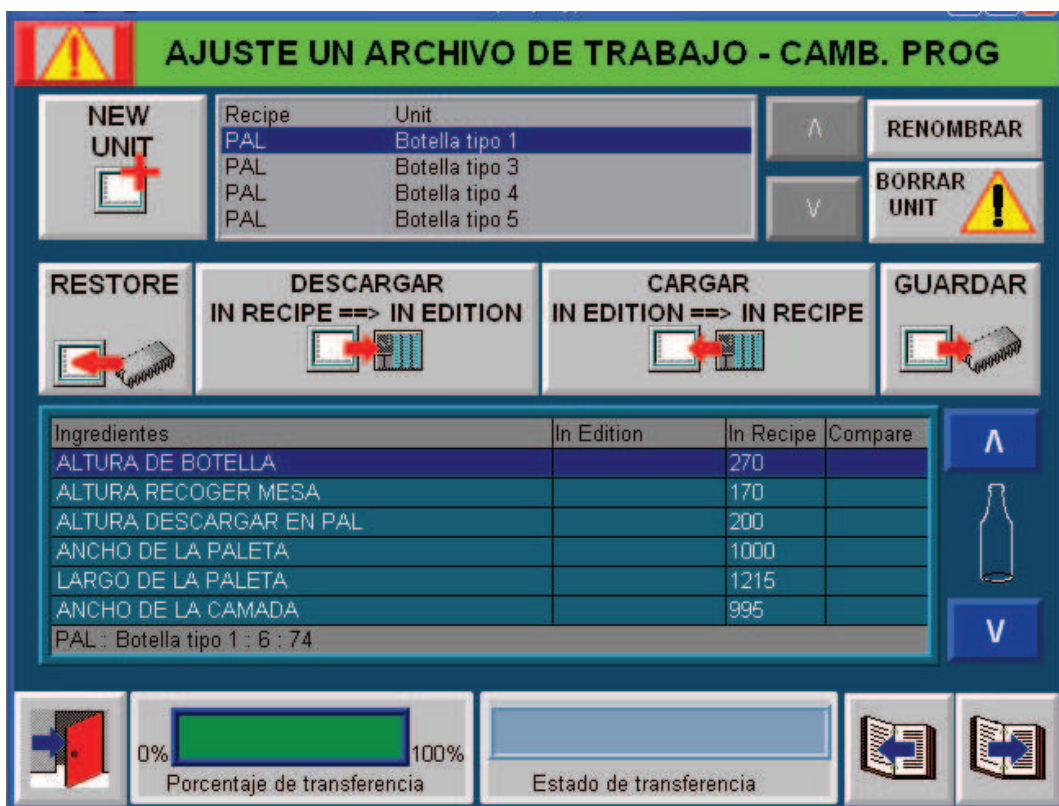 AJUSTE UN ARCHIVO DE TRABAJO - CAMB. PROG
NEW
UNIT
Recipe Unit
PAL Botella tipo 1
PAL Botella tipo 3
PAL Botella tipo 4
PAL Botella tipo 5
Λ
V
RENOMBRAR
BORRAR
UNIT
RESTORE
DESCARGAR
IN RECIPE ==> IN EDITION
CARGAR
IN EDITION ==> IN RECIPE
GUARDAR
Ingredientes In Edition In Recipe Compare
ALTURA DE BOTELLA 270
ALTURA RECOGER MESA 170
ALTURA DESCARGAR EN PAL 200
ANCHO DE LA PALETA 1000
LARGO DE LA PALETA 1215
ANCHO DE LA CAMADA 995
PAL : Botella tipo 1 : 6 : 74
Λ
V
0% 100%
Porcentaje de transferencia
Estado de transferencia